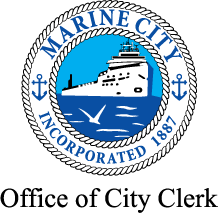 MARINE CITY
INCORPORATED 1887
Office of City Clerk